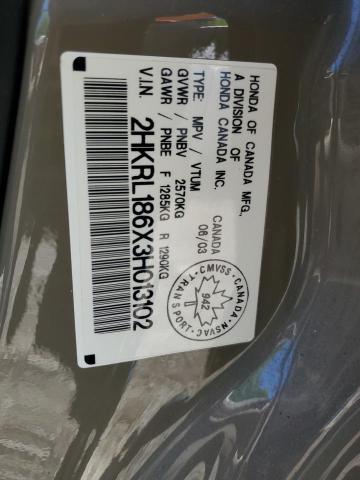 HONDA OF CANADA MFG,
A DIVISION OF
HONDA CANADA INC.
CANADA
06/03
TYPE: MPV / VTUM
GVWR / PNBV 2570KG
GAWR / PNBE F 1285KG R 1290KG
V.I.N. 2HKRL186X3H013102
CANADA
CMVSS NSVAC
942
TRANSPORT